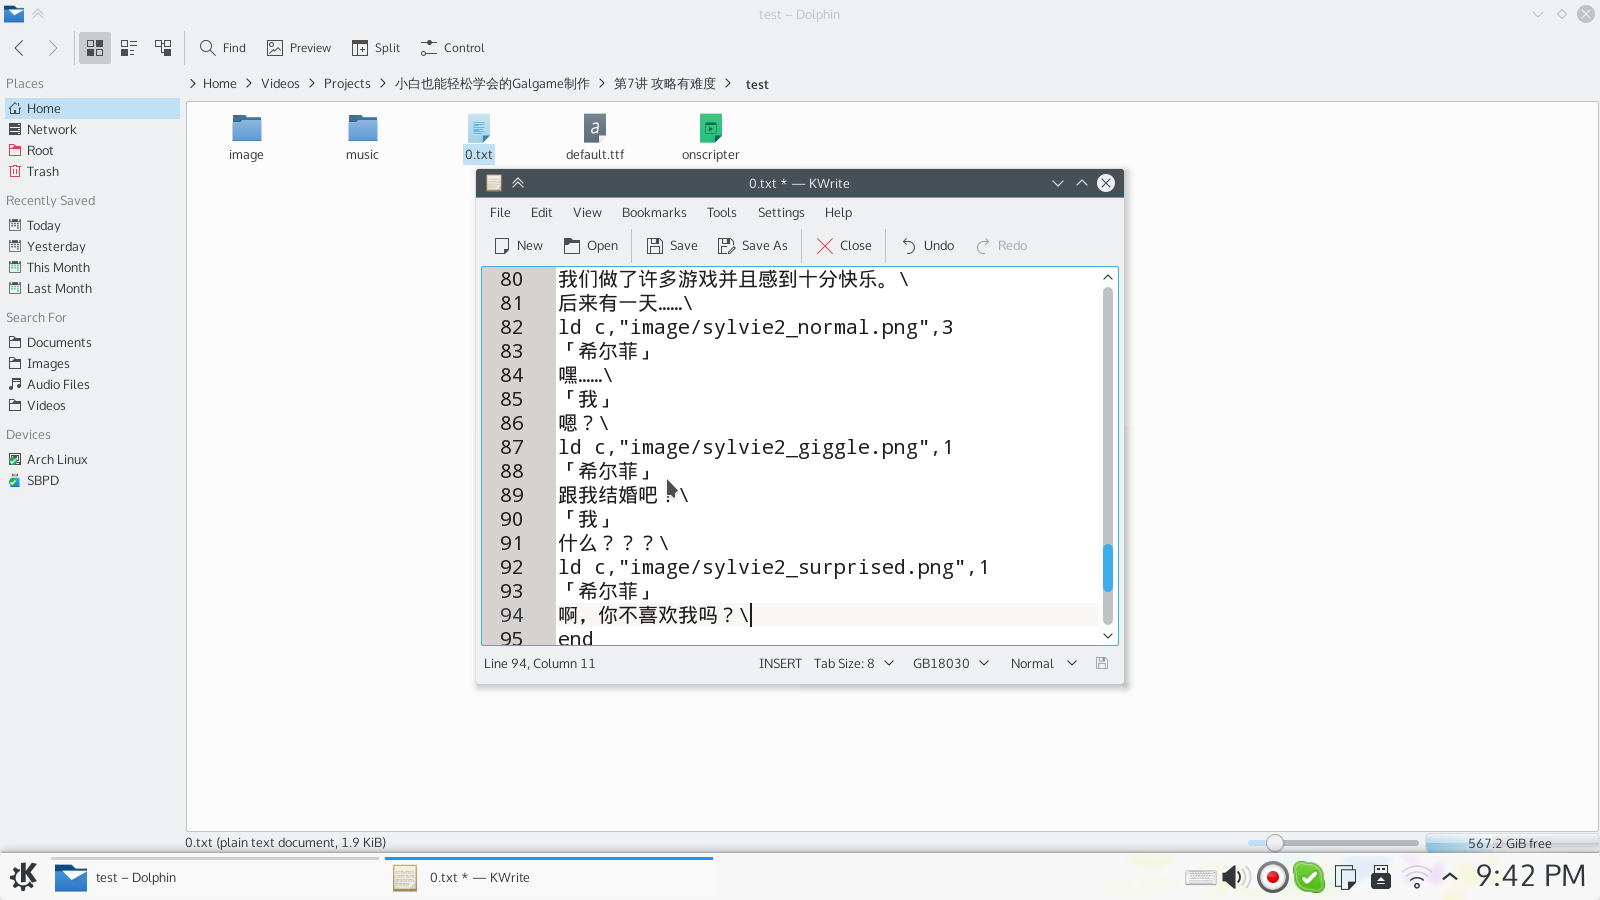 test – Dolphin
Find Preview Split Control
Places
Home Videos Projects 小白也能轻松学会的Galgame制作 第7讲 攻略有难度 test
Home
Network
Root
Trash
Recently Saved
Today
Yesterday
This Month
Last Month
Search For
Documents
Images
Audio Files
Videos
Devices
Arch Linux
SBPD
image music 0.txt default.ttf onscripter
0.txt * — KWrite
File Edit View Bookmarks Tools Settings Help
New Open Save Save As Close Undo Redo
80 我们做了许多游戏并且感到十分快乐。\
81 后来有一天……\
82 ld c,"image/sylvie2_normal.png",3
83 「希尔菲」
84 嘿……\
85 「我」
86 嗯？\
87 ld c,"image/sylvie2_giggle.png",1
88 「希尔菲」
89 跟我结婚吧\
90 「我」
91 什么？？？\
92 ld c,"image/sylvie2_surprised.png",1
93 「希尔菲」
94 啊，你不喜欢我吗？\
95 end
Line 94, Column 11 INSERT Tab Size: 8 GB18030 Normal
0.txt (plain text document, 1.9 KiB) 567.2 GiB free
test – Dolphin 0.txt * — KWrite 9:42 PM